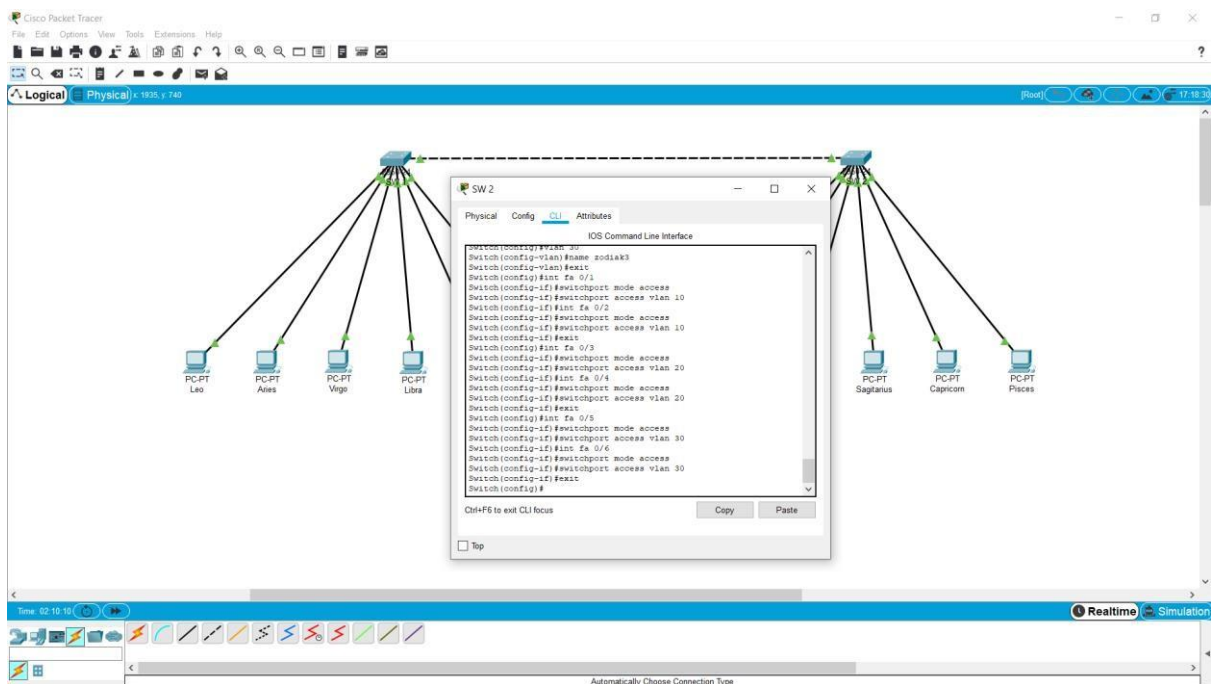 Cisco Packet Tracer
File Edit Options View Tools Extensions Help
?
Logical Physical x: 1935, y: 740 [Root] 17:18:30
SW 2
Physical Config CLI Attributes
IOS Command Line Interface
Switch(config)#vlan 30
Switch(config-vlan)#name zodiak3
Switch(config-vlan)#exit
Switch(config)#int fa 0/1
Switch(config-if)#switchport mode access
Switch(config-if)#switchport access vlan 10
Switch(config-if)#int fa 0/2
Switch(config-if)#switchport mode access
Switch(config-if)#switchport access vlan 10
Switch(config-if)#exit
Switch(config)#int fa 0/3
Switch(config-if)#switchport mode access
Switch(config-if)#switchport access vlan 20
Switch(config-if)#int fa 0/4
Switch(config-if)#switchport mode access
Switch(config-if)#switchport access vlan 20
Switch(config-if)#exit
Switch(config)#int fa 0/5
Switch(config-if)#switchport mode access
Switch(config-if)#switchport access vlan 30
Switch(config-if)#int fa 0/6
Switch(config-if)#switchport mode access
Switch(config-if)#switchport access vlan 30
Switch(config-if)#exit
Switch(config)#
Ctrl+F6 to exit CLI focus Copy Paste
Top
PC-PT
Leo
PC-PT
Aries
PC-PT
Virgo
PC-PT
Libra
PC-PT
Sagitarius
PC-PT
Capricorn
PC-PT
Pisces
Time: 02:10:10 Realtime Simulation
Automatically Choose Connection Type